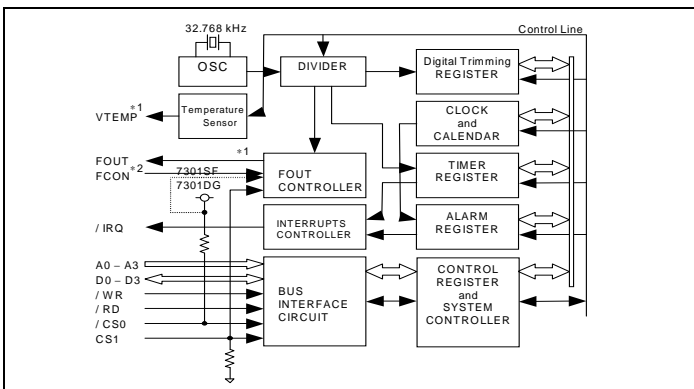 32.768 kHz
Control Line
OSC
DIVIDER
Digital Trimming
REGISTER
VTEMP*1
Temperature
Sensor
CLOCK
and
CALENDAR
FOUT
*1
FCON*2
7301SF
7301DG
FOUT
CONTROLLER
TIMER
REGISTER
/ IRQ
INTERRUPTS
CONTROLLER
ALARM
REGISTER
A0 – A3
D0 – D3
/ WR
/ RD
/ CS0
CS1
BUS
INTERFACE
CIRCUIT
CONTROL
REGISTER
and
SYSTEM
CONTROLLER